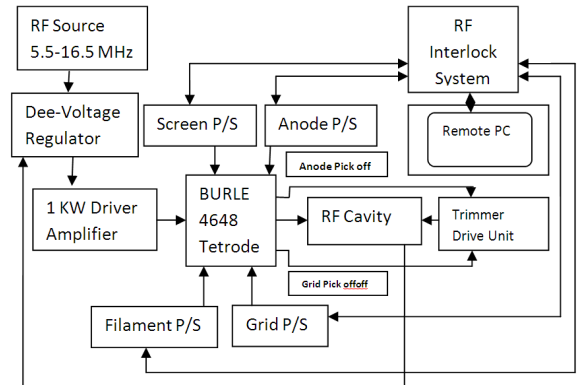 RF Source
5.5-16.5 MHz
RF
Interlock
System
Dee-Voltage
Regulator
Screen P/S
Anode P/S
Remote PC
Anode Pick off
1 KW Driver
Amplifier
BURLE
4648
Tetrode
RF Cavity
Trimmer
Drive Unit
Grid Pick offoff
Filament P/S
Grid P/S